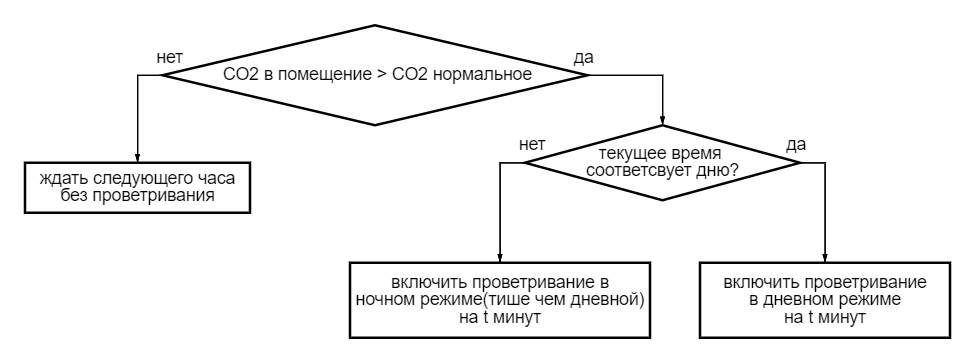 нет
да
CO2 в помещение > CO2 нормальное
нет
да
текущее время
соответсвует дню?
ждать следующего часа
без проветривания
включить проветривание в
ночном режиме(тише чем дневной)
на t минут
включить проветривание
в дневном режиме
на t минут